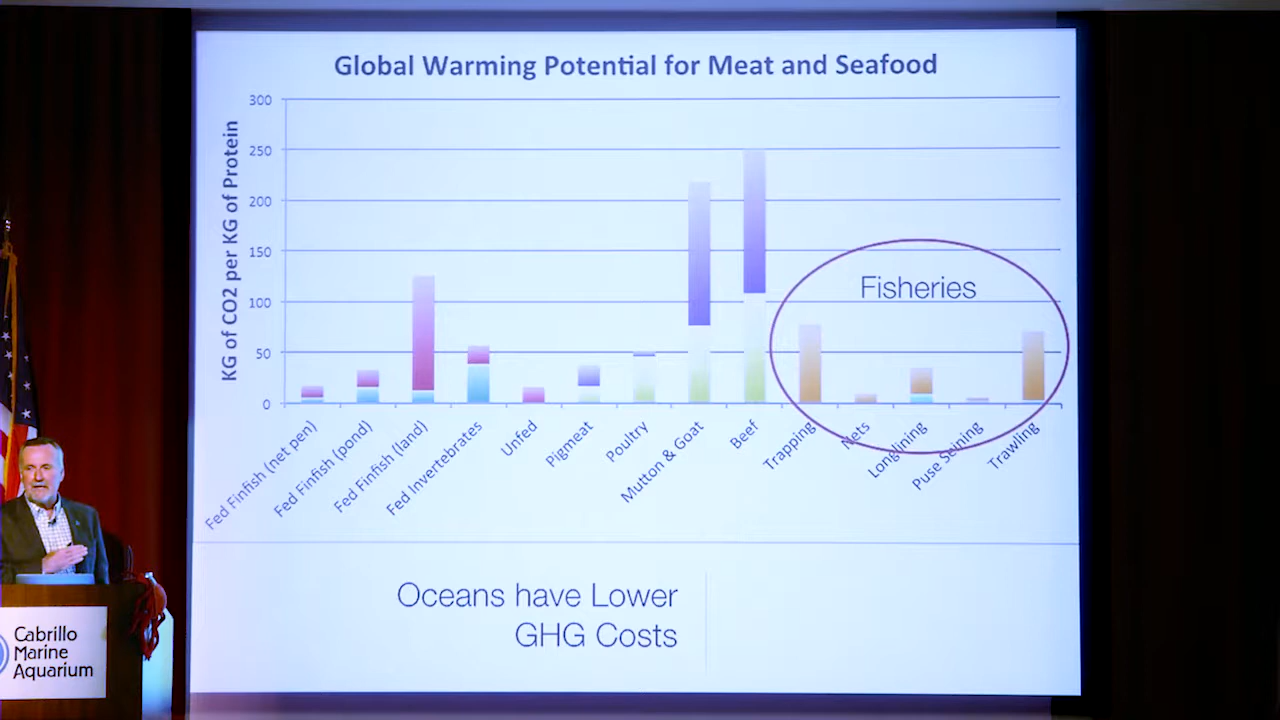 Global Warming Potential for Meat and Seafood
KG of CO2 per KG of Protein
300
250
200
150
100
50
0
Fisheries
Fed Finfish (net pen)
Fed Finfish (pond)
Fed Finfish (land)
Fed Invertebrates
Unfed
Pigmeat
Poultry
Mutton & Goat
Beef
Trapping
Nets
Longlining
Puse Seining
Trawling
Oceans have Lower
GHG Costs
Cabrillo
Marine
Aquarium